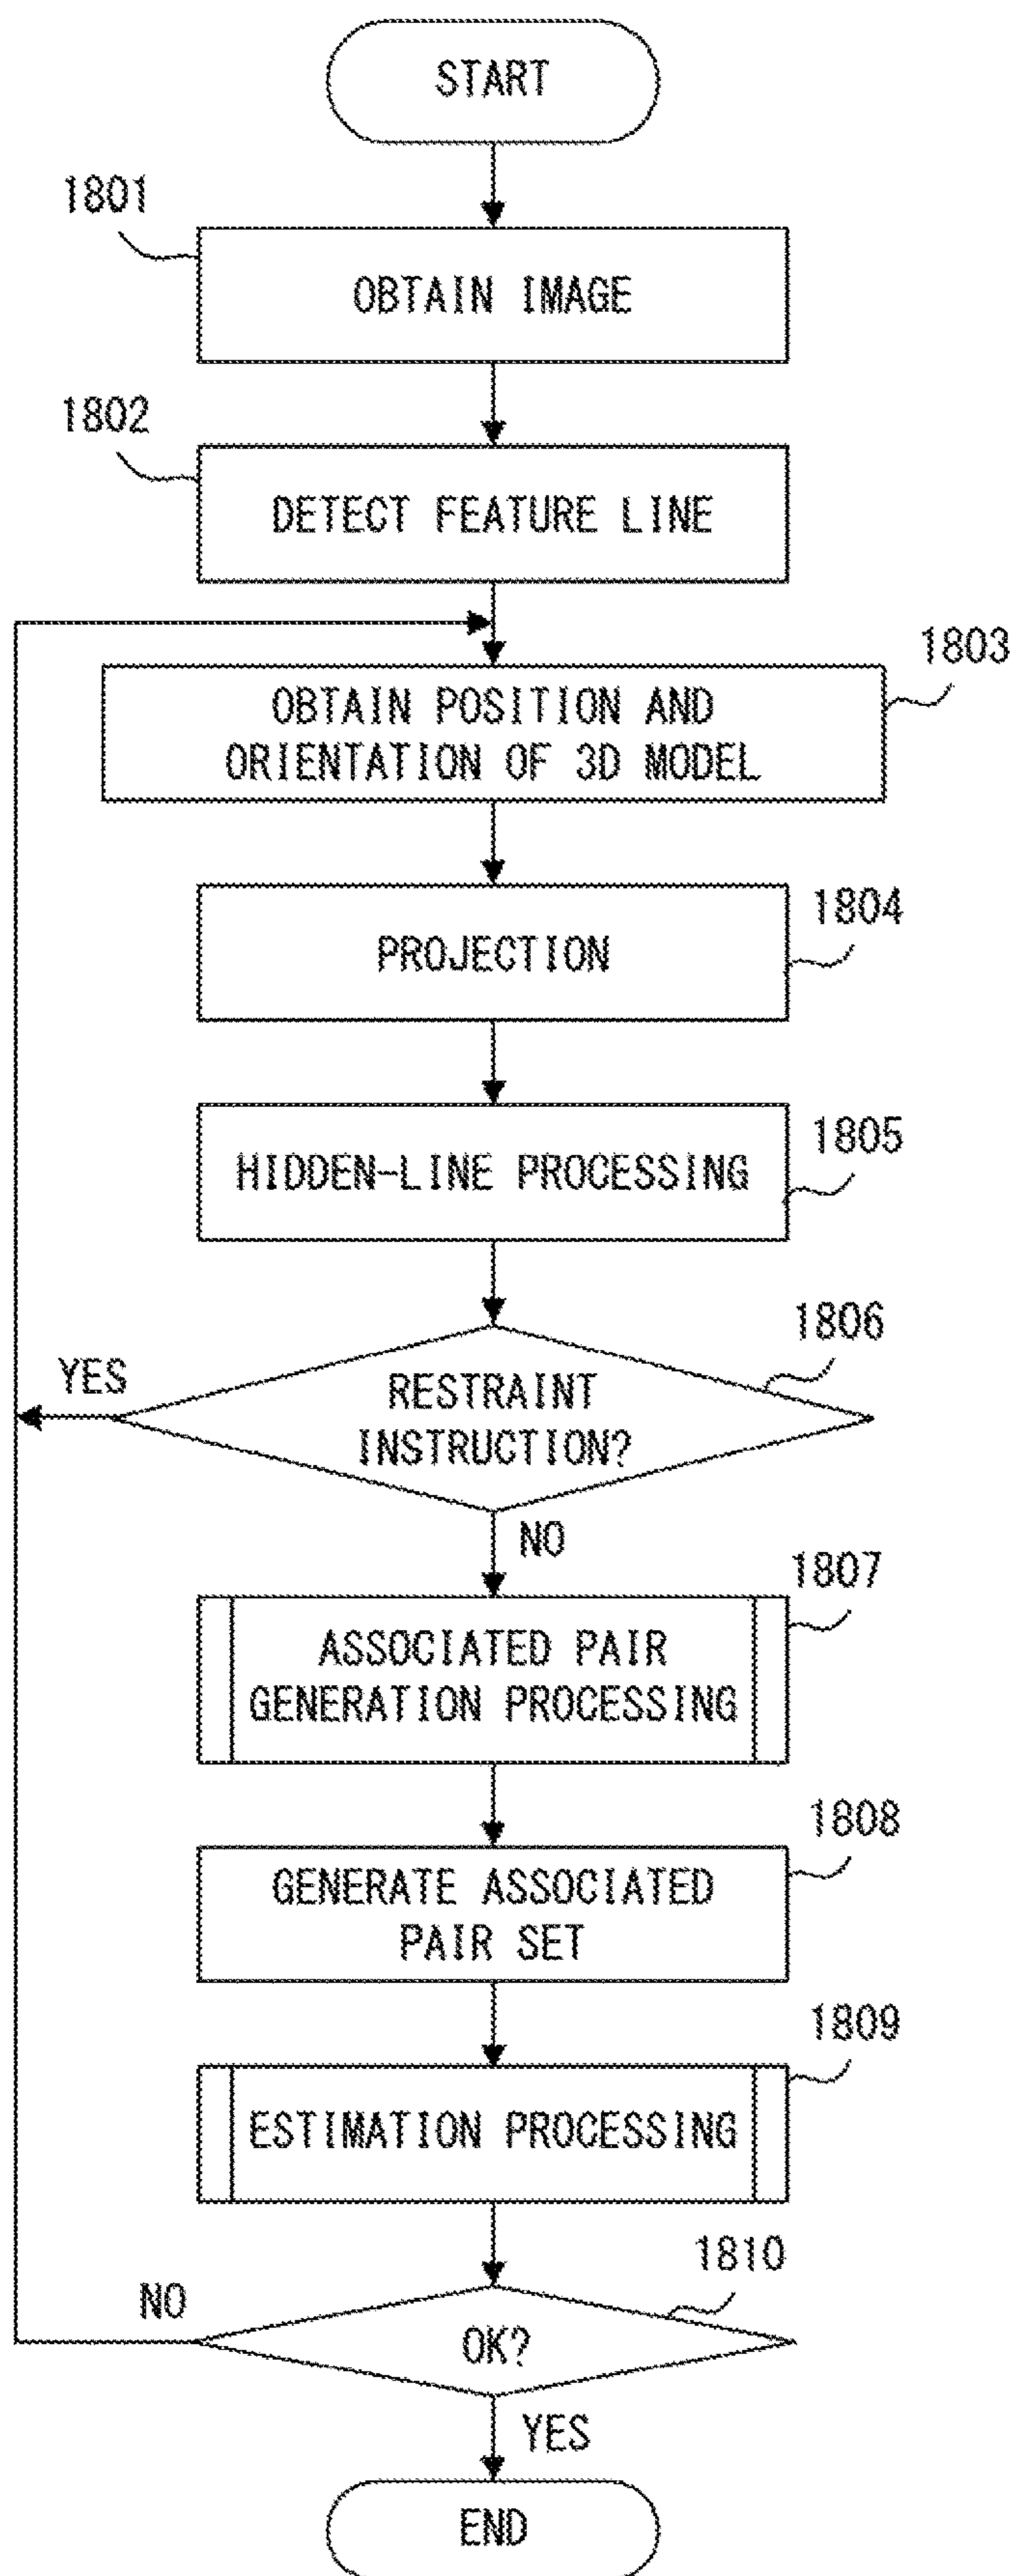 START
1801
OBTAIN IMAGE
1802
DETECT FEATURE LINE
1803
OBTAIN POSITION AND
ORIENTATION OF 3D MODEL
1804
PROJECTION
1805
HIDDEN-LINE PROCESSING
1806
YES
RESTRAINT
INSTRUCTION?
NO
1807
ASSOCIATED PAIR
GENERATION PROCESSING
1808
GENERATE ASSOCIATED
PAIR SET
1809
ESTIMATION PROCESSING
1810
NO
OK?
YES
END